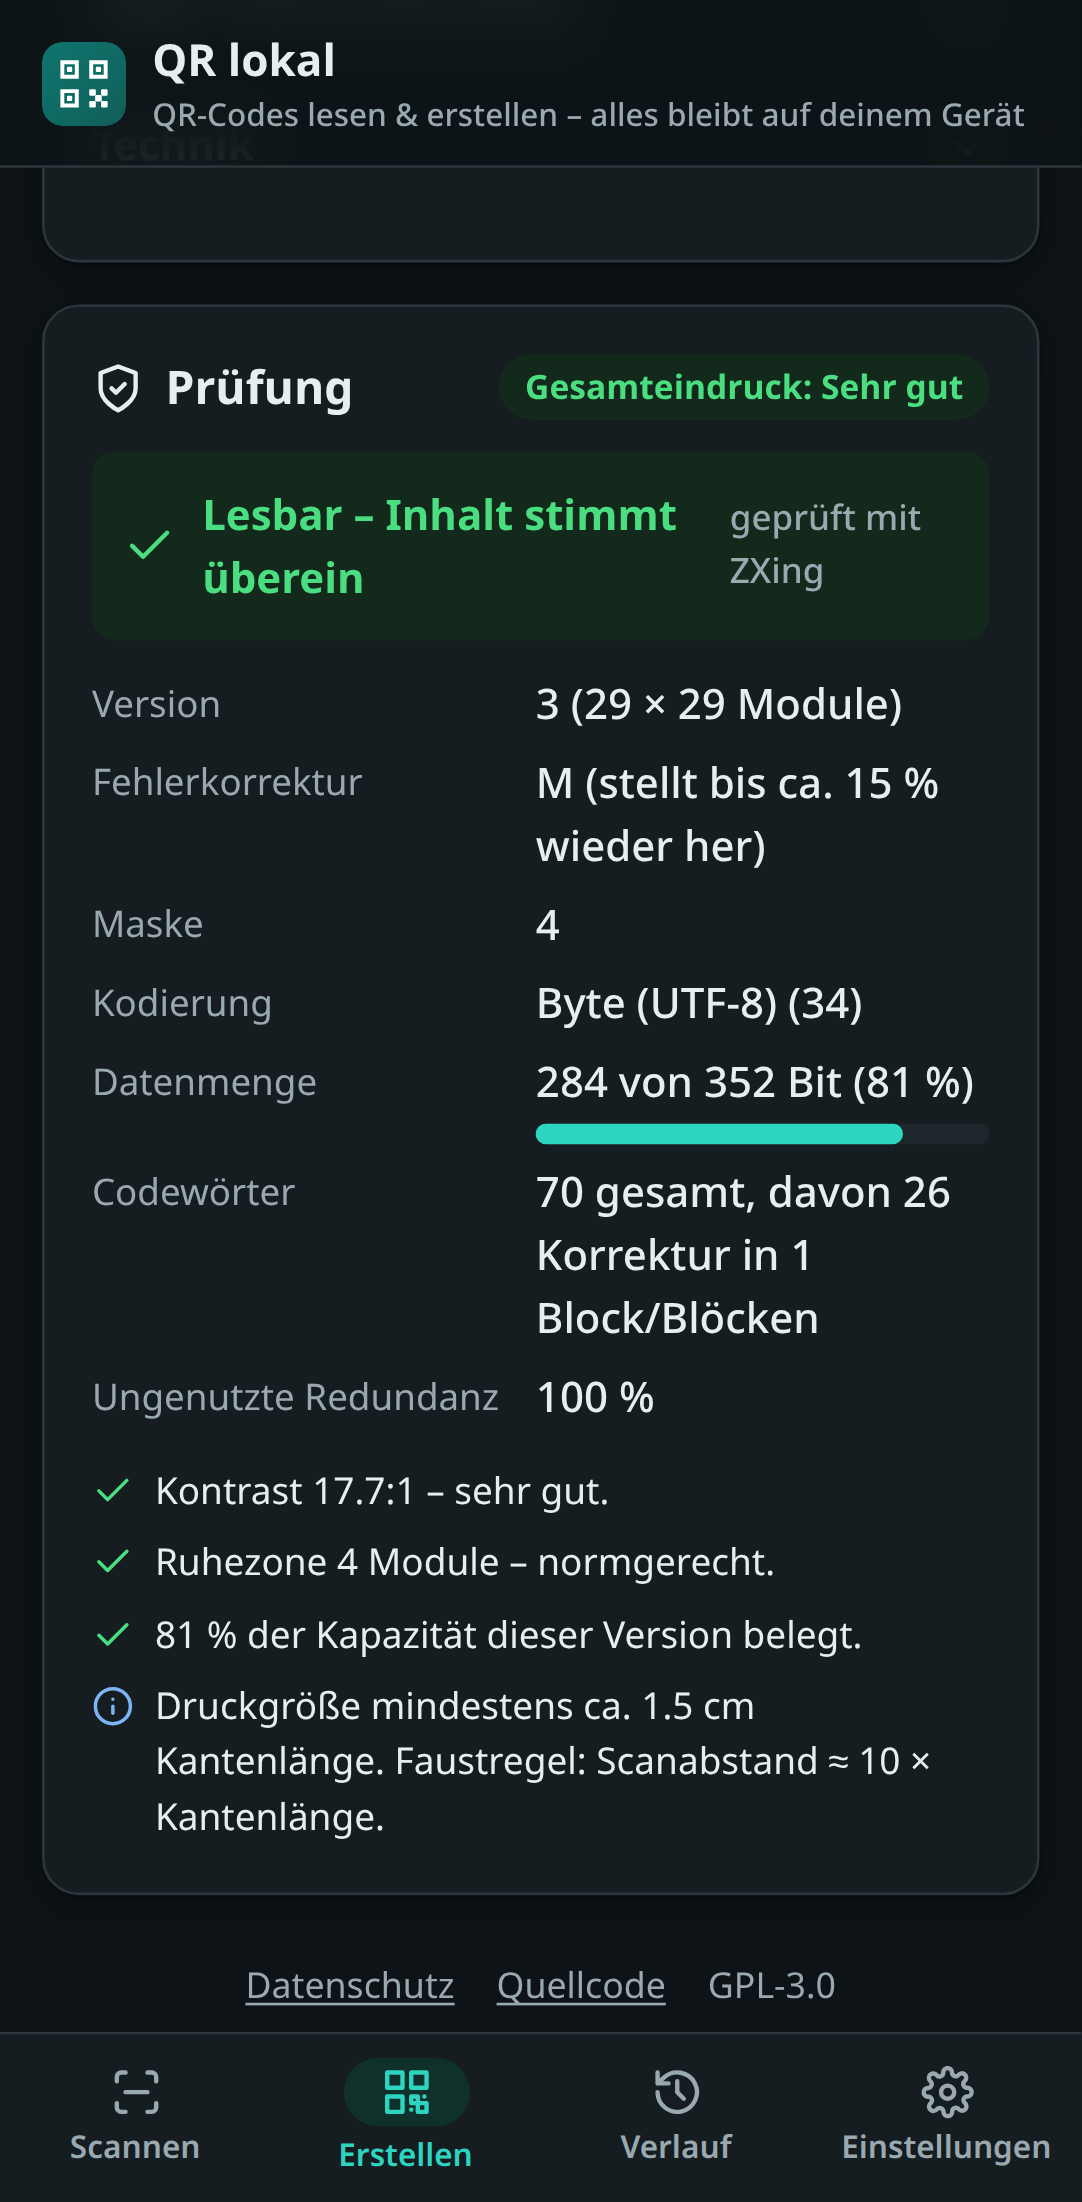 QR lokal
QR-Codes lesen & erstellen – alles bleibt auf deinem Gerät
Technik
Prüfung
Gesamteindruck: Sehr gut
Lesbar – Inhalt stimmt
überein
geprüft mit
ZXing
Version
3 (29 × 29 Module)
Fehlerkorrektur
M (stellt bis ca. 15 %
wieder her)
Maske
4
Kodierung
Byte (UTF-8) (34)
Datenmenge
284 von 352 Bit (81 %)
Codewörter
70 gesamt, davon 26
Korrektur in 1
Block/Blöcken
Ungenutzte Redundanz
100 %
Kontrast 17.7:1 – sehr gut.
Ruhezone 4 Module – normgerecht.
81 % der Kapazität dieser Version belegt.
Druckgröße mindestens ca. 1.5 cm
Kantenlänge. Faustregel: Scanabstand ≈ 10 ×
Kantenlänge.
Datenschutz
Quellcode
GPL-3.0
Scannen
Erstellen
Verlauf
Einstellungen